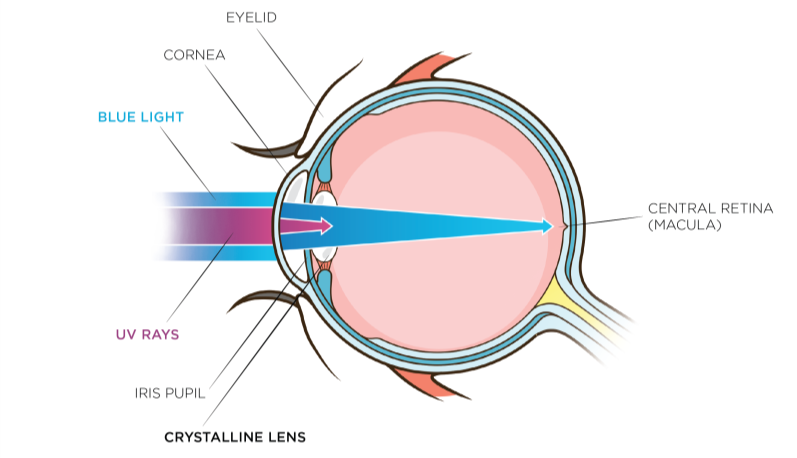 EYELID
CORNEA
BLUE LIGHT
CENTRAL RETINA
(MACULA)
UV RAYS
IRIS PUPIL
CRYSTALLINE LENS